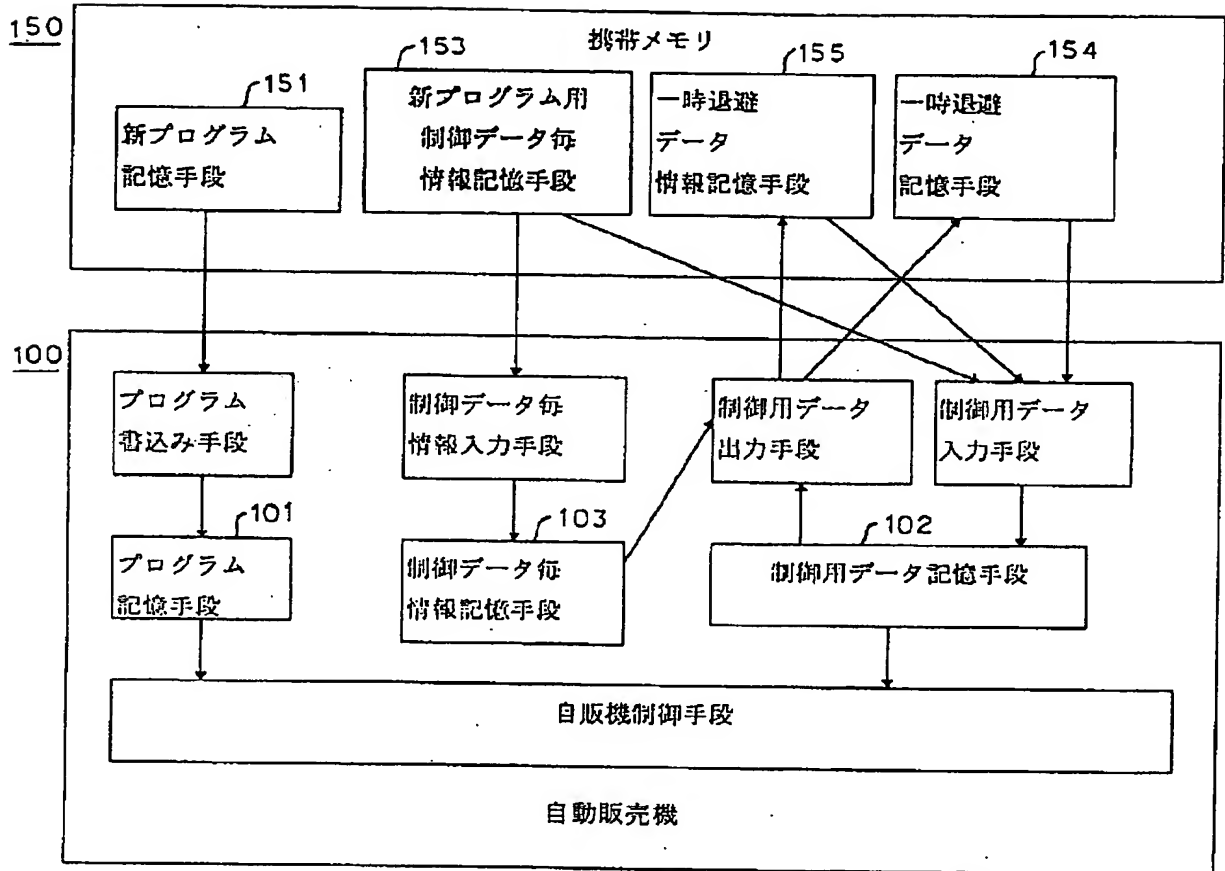 150
携帯メモリ
151
新プログラム
記憶手段
153
新プログラム用
制御データ毎
情報記憶手段
155
一時退避
データ
情報記憶手段
154
一時退避
データ
記憶手段
100
プログラム
書込み手段
制御データ毎
情報入力手段
制御用データ
出力手段
制御用データ
入力手段
101
プログラム
記憶手段
103
制御データ毎
情報記憶手段
102
制御用データ記憶手段
自販機制御手段
自動販売機